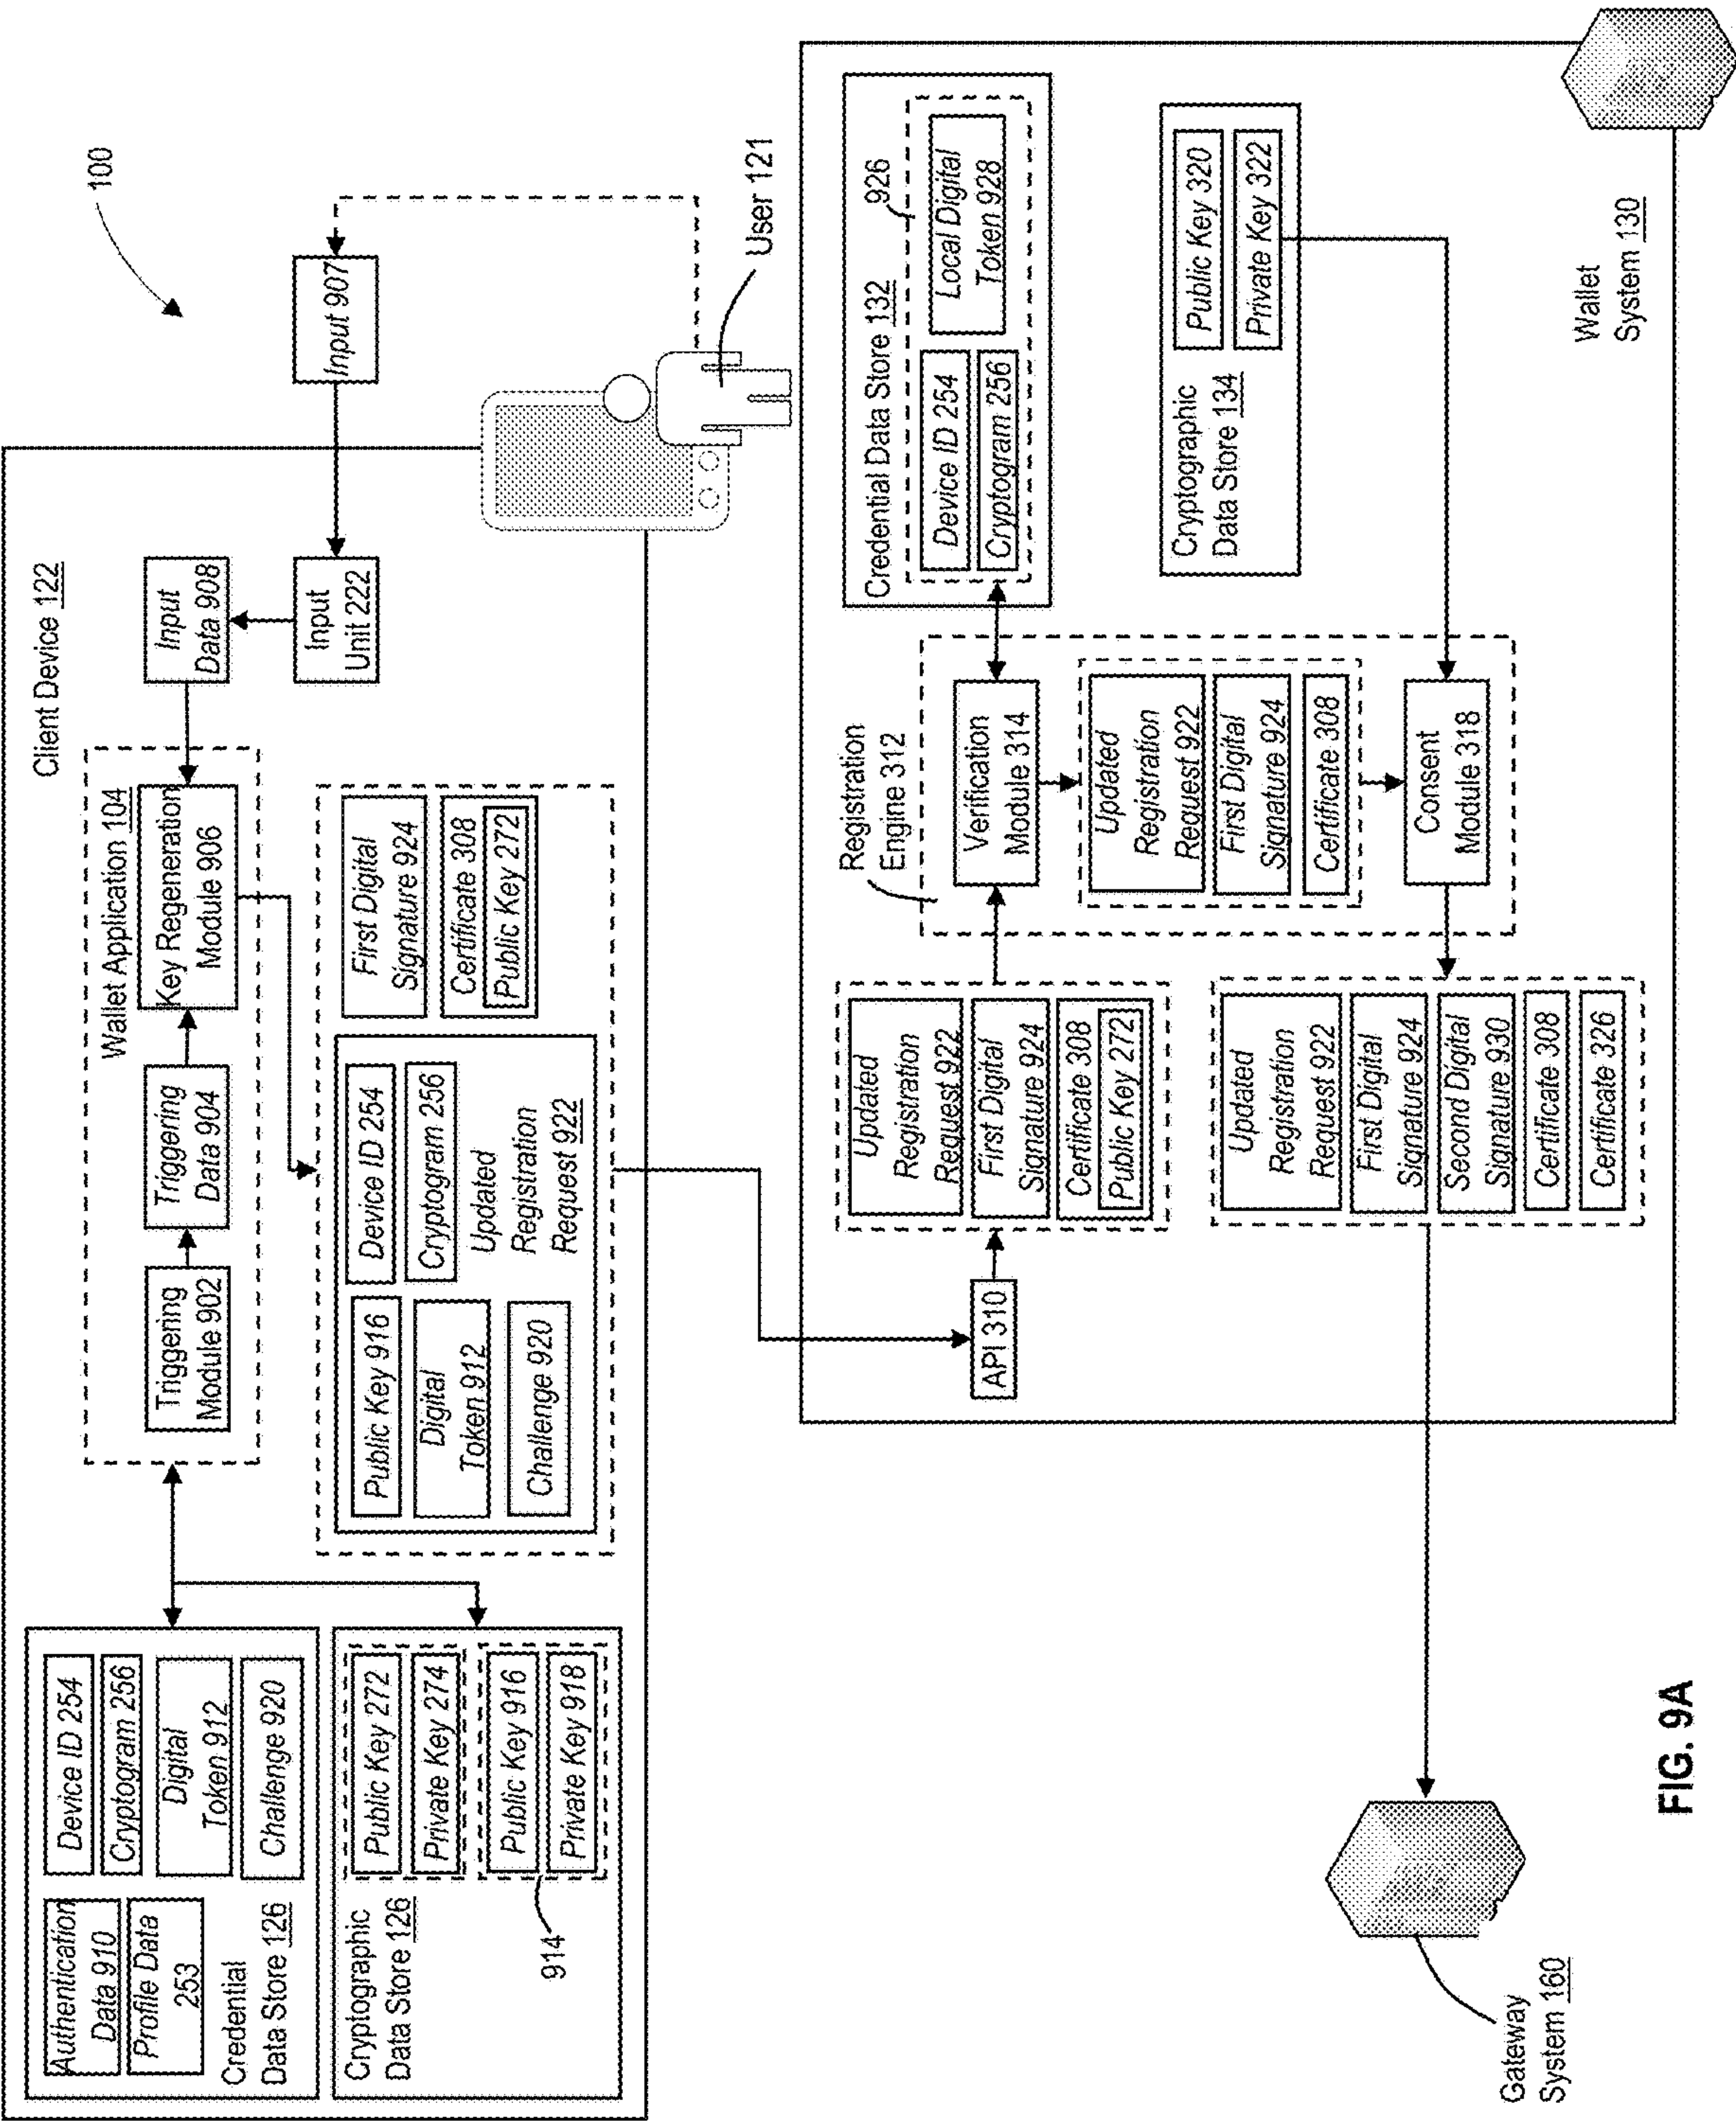 100
Client Device 122
Authentication
Data 910
Profile Data
253
Credential
Data Store 126
Device ID 254
Cryptogram 256
Digital
Token 912
Challenge 920
Cryptographic
Data Store 126
914
Public Key 272
Private Key 274
Public Key 916
Private Key 918
Wallet Application 104
Triggering
Module 902
Triggering
Data 904
Key Regeneration
Module 906
Input
Data 908
Input
Unit 222
Input 907
User 121
Public Key 916
Digital
Token 912
Challenge 920
Device ID 254
Cryptogram 256
Updated
Registration
Request 922
First Digital
Signature 924
Certificate 308
Public Key 272
API 310
Updated
Registration
Request 922
First Digital
Signature 924
Certificate 308
Public Key 272
Registration
Engine 312
Verification
Module 314
Updated
Registration
Request 922
First Digital
Signature 924
Certificate 308
Consent
Module 318
Credential Data Store 132
926
Device ID 254
Cryptogram 256
Local Digital
Token 928
Cryptographic
Data Store 134
Public Key 320
Private Key 322
Updated
Registration
Request 922
First Digital
Signature 924
Second Digital
Signature 930
Certificate 308
Certificate 326
Wallet
System 130
Gateway
System 160
FIG. 9A